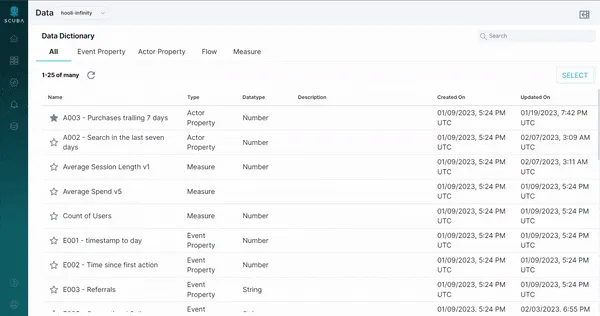 SCUBA
Data hooli-infinity
Data Dictionary
Search
All Event Property Actor Property Flow Measure
1-25 of many
SELECT
Name Type Datatype Description Created On Updated On
A003 - Purchases trailing 7 days Actor Property Number 01/09/2023, 5:24 PM UTC 01/19/2023, 7:42 PM UTC
A002 - Search in the last seven days Actor Property Number 01/09/2023, 5:24 PM UTC 02/07/2023, 3:09 AM UTC
Average Session Length v1 Measure Number 01/09/2023, 5:24 PM UTC 02/07/2023, 3:11 AM UTC
Average Spend v5 Measure 01/09/2023, 5:24 PM UTC 01/09/2023, 5:24 PM UTC
Count of Users Measure Number 01/09/2023, 5:24 PM UTC 01/09/2023, 5:24 PM UTC
E001 - timestamp to day Event Property Number 01/09/2023, 5:24 PM UTC 01/09/2023, 5:24 PM UTC
E002 - Time since first action Event Property Number 01/09/2023, 5:24 PM UTC 01/09/2023, 5:24 PM UTC
E003 - Referrals Event Property String 01/09/2023, 5:24 PM UTC 01/09/2023, 5:24 PM UTC
Event 01/09/2023, 5:24 PM 02/03/2023, 6:55 PM